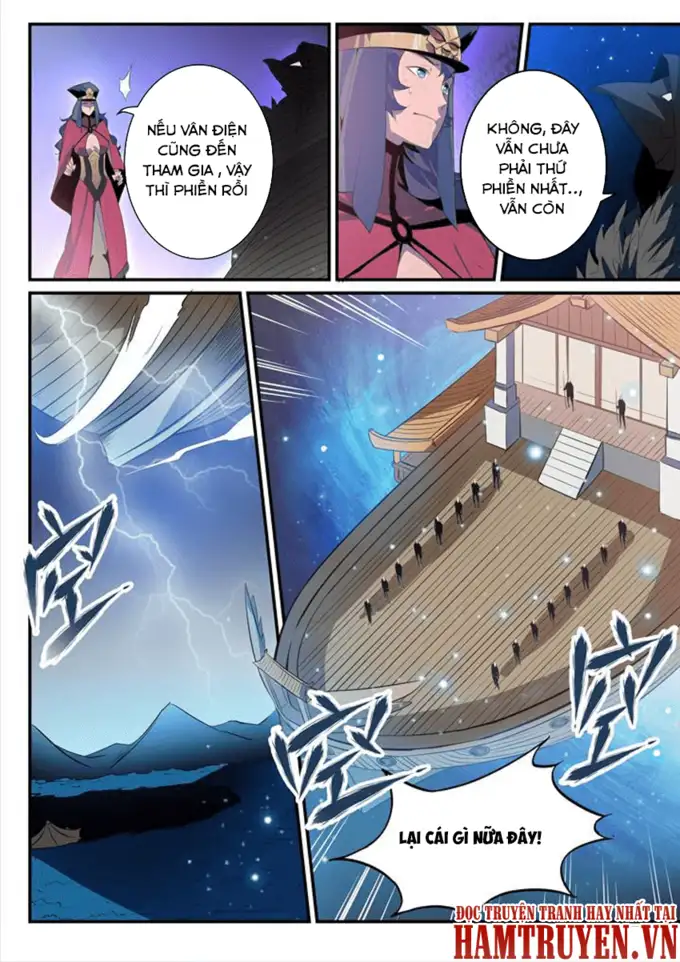 NẾU VÂN ĐIỆN
CŨNG ĐẾN
THAM GIA , VẬY
THÌ PHIỀN RỒI
KHÔNG, ĐÂY
VẪN CHƯA
PHẢI THỨ
PHIỀN NHẤT..,
VẪN CÒN
空
空
空
LẠI CÁI GÌ NỮA ĐÂY!
ĐỌC TRUYỆN TRANH HAY NHẤT TẠI
HAMTRUYEN.VN